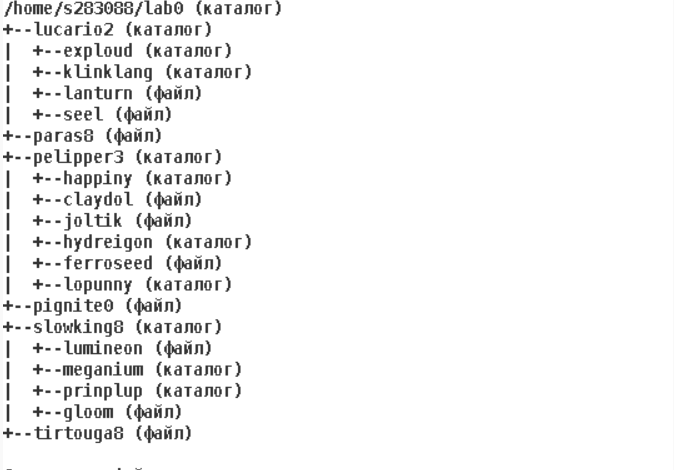 /home/s283088/lab0 (каталог)
+--lucario2 (каталог)
|  +--exploud (каталог)
|  +--klinklang (каталог)
|  +--lanturn (файл)
|  +--seel (файл)
+--paras8 (файл)
+--pelipper3 (каталог)
|  +--happiny (каталог)
|  +--claydol (файл)
|  +--joltik (файл)
|  +--hydreigon (каталог)
|  +--ferroseed (файл)
|  +--lopunny (каталог)
+--pignite0 (файл)
+--slowking8 (каталог)
|  +--lumineon (файл)
|  +--meganium (каталог)
|  +--prinplup (каталог)
|  +--gloom (файл)
+--tirtouga8 (файл)